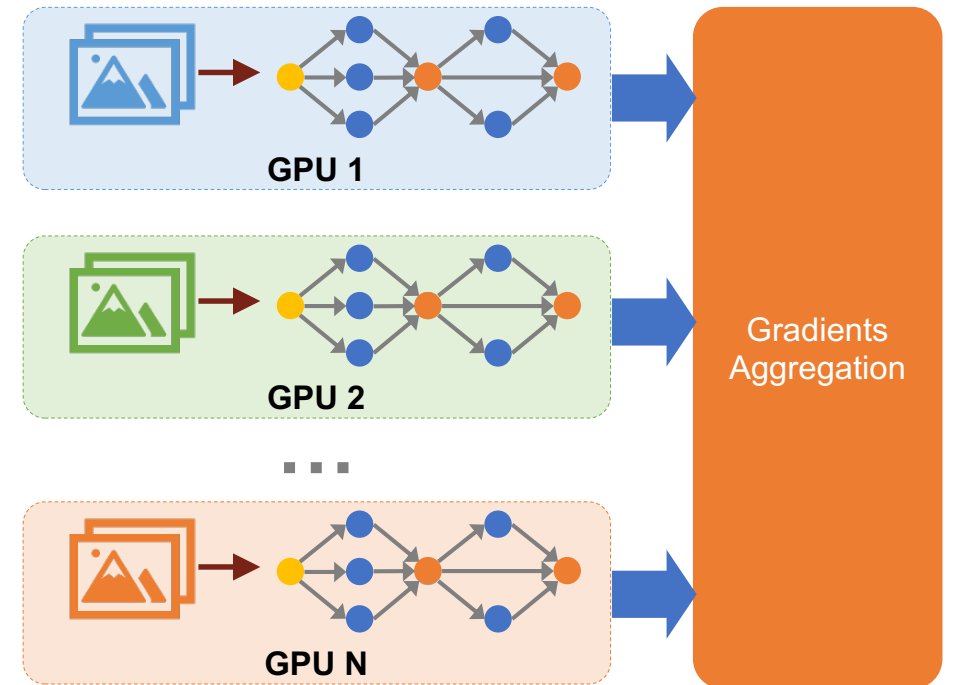 GPU 1
GPU 2
...
GPU N
Gradients
Aggregation